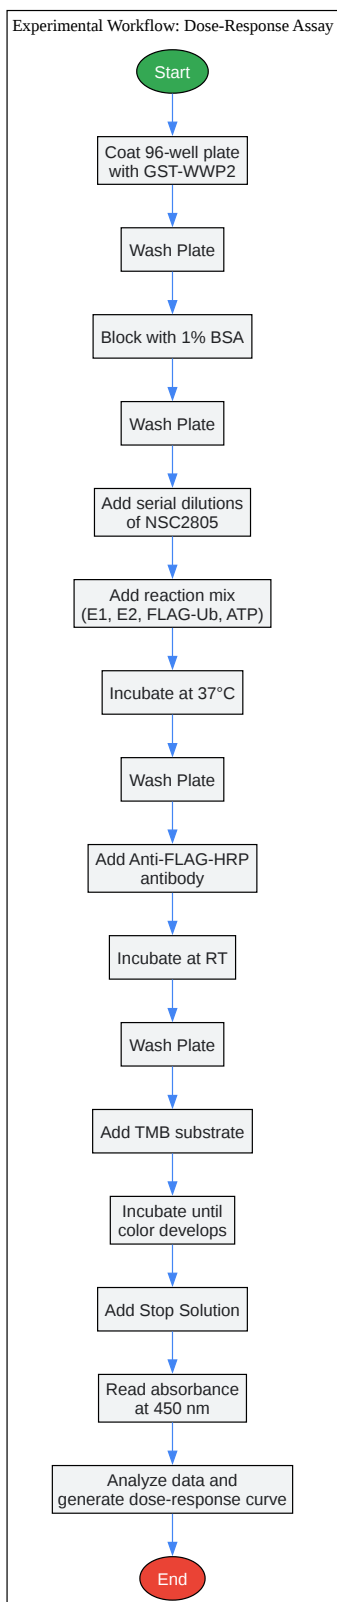 Experimental Workflow: Dose-Response Assay
Start
Coat 96-well plate
with GST-WWP2
Wash Plate
Block with 1% BSA
Wash Plate
Add serial dilutions
of NSC2805
Add reaction mix
(E1, E2, FLAG-Ub, ATP)
Incubate at 37°C
Wash Plate
Add Anti-FLAG-HRP
antibody
Incubate at RT
Wash Plate
Add TMB substrate
Incubate until
color develops
Add Stop Solution
Read absorbance
at 450 nm
Analyze data and
generate dose-response curve
End